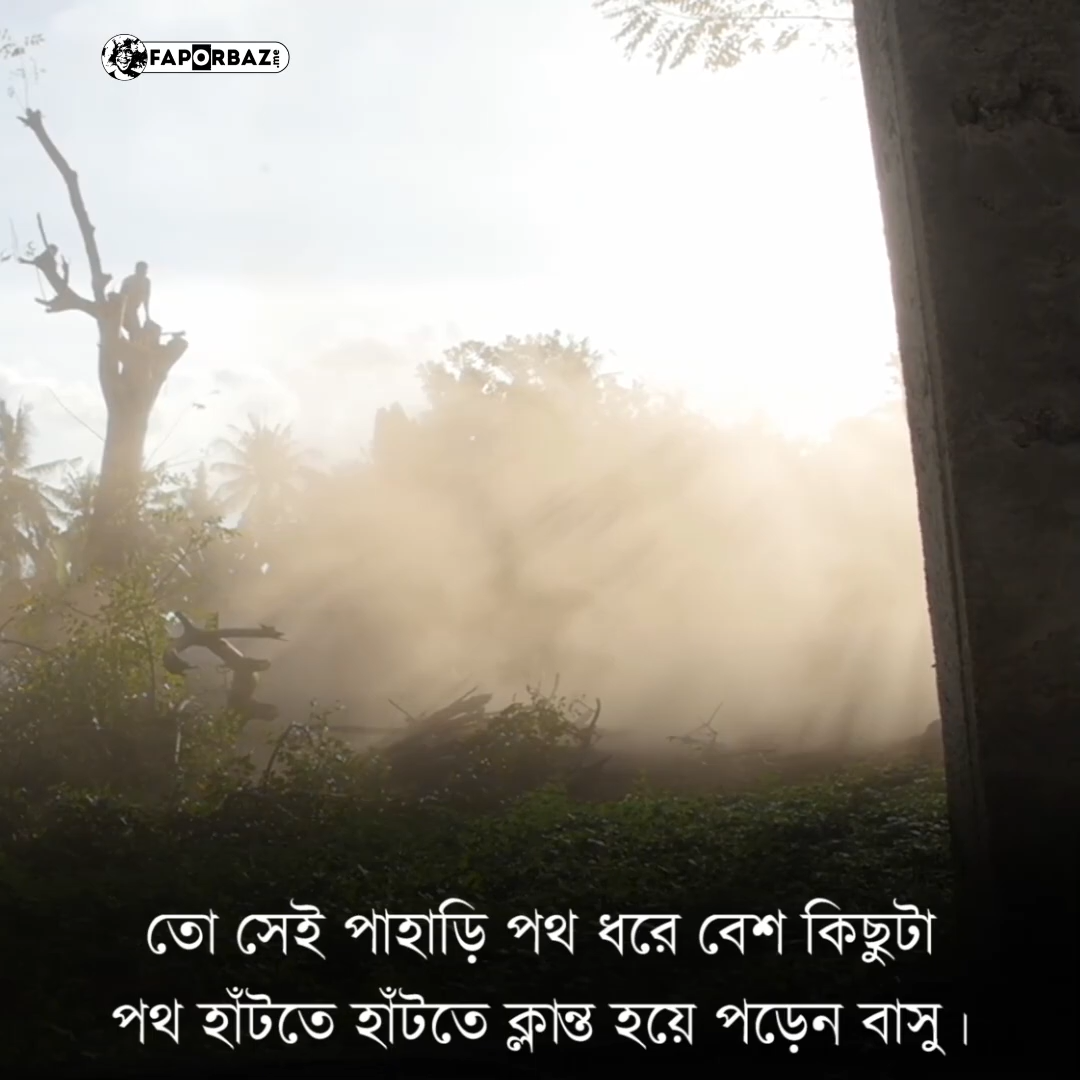 FAPORBAZ.me
তো সেই পাহাড়ি পথ ধরে বেশ কিছুটা
পথ হাঁটতে হাঁটতে ক্লান্ত হয়ে পড়েন বাসু।